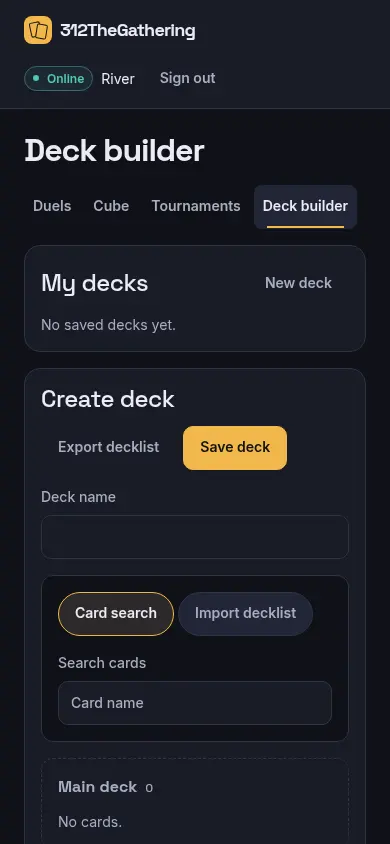 312TheGathering
Online River Sign out
Deck builder
Duels Cube Tournaments Deck builder
My decks New deck
No saved decks yet.
Create deck
Export decklist Save deck
Deck name
Card search Import decklist
Search cards
Card name
Main deck 0
No cards.